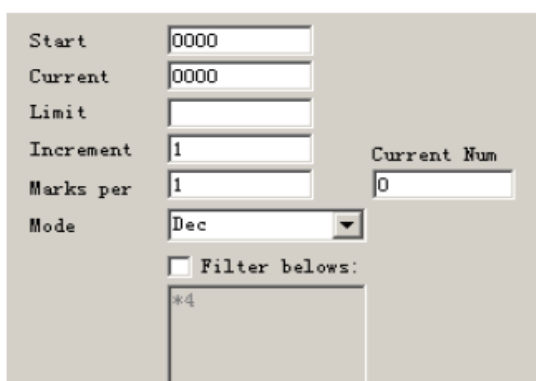 Start 0000
Current 0000
Limit
Increment 1
Current Num
Marks per 1 0
Mode Dec
Filter belows:
*4